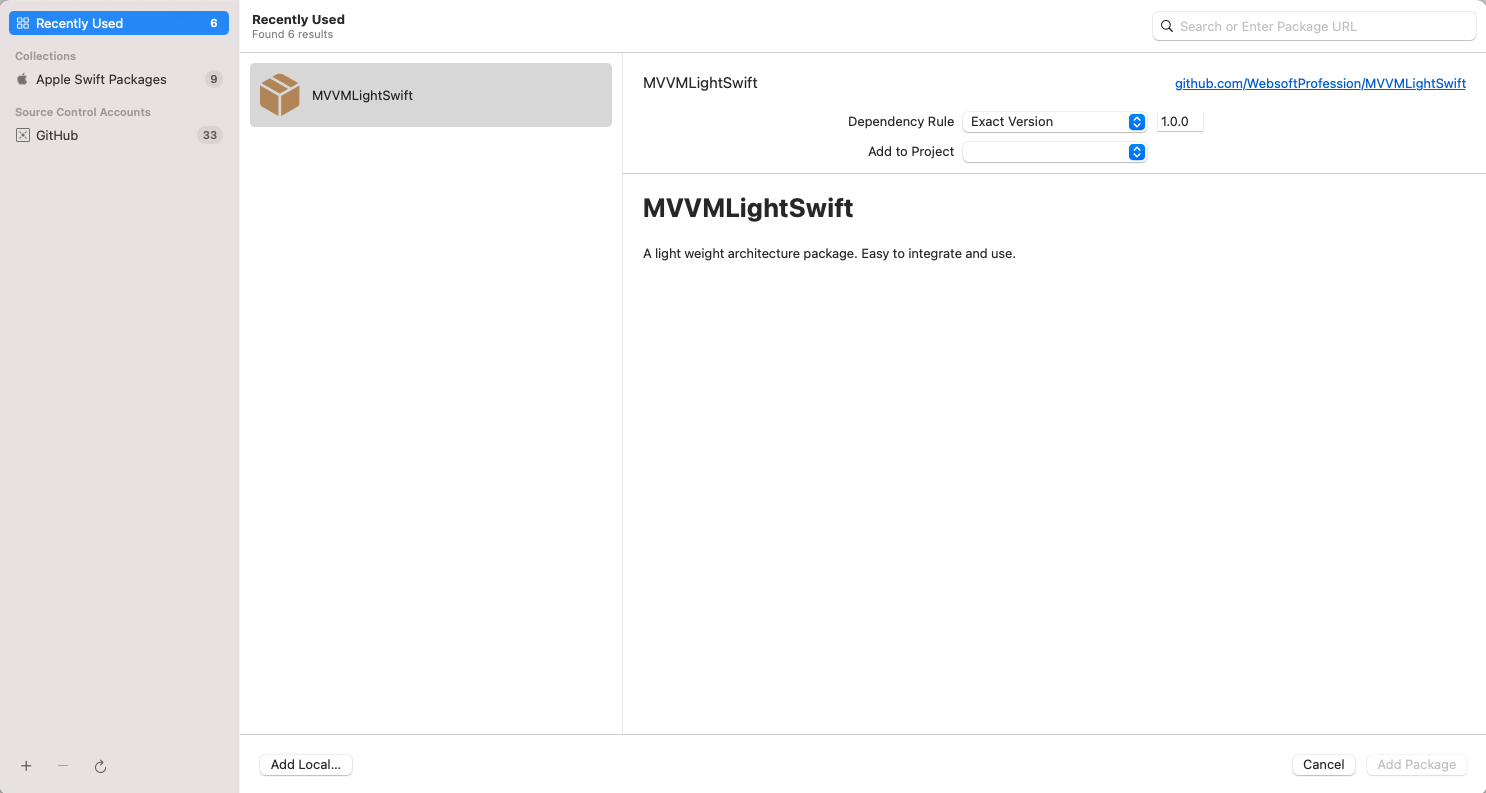 Recently Used 6
Collections
Apple Swift Packages 9
Source Control Accounts
GitHub 33
Recently Used
Found 6 results
Search or Enter Package URL
MVVMLightSwift
MVVMLightSwift github.com/WebsoftProfession/MVVMLightSwift
Dependency Rule Exact Version 1.0.0
Add to Project
MVVMLightSwift
A light weight architecture package. Easy to integrate and use.
Add Local... Cancel Add Package